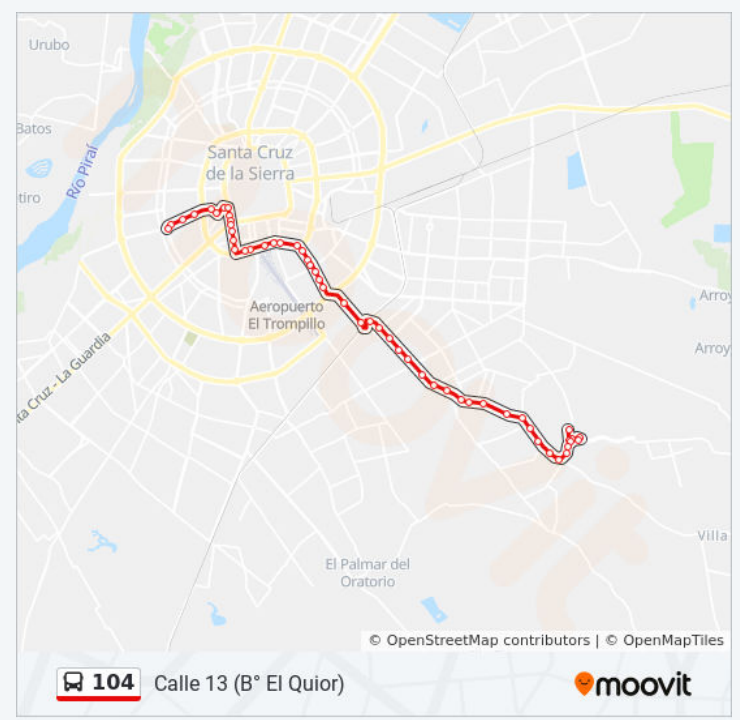 Urubo
Batos
tiro
Río Piraí
Santa Cruz
de la Sierra
Aeropuerto
El Trompillo
Arroy
Arroy
ta Cruz - La Guardia
Villa
El Palmar del
Oratorio
© OpenStreetMap contributors | © OpenMapTiles
104 Calle 13 (B° El Quior)
moovit